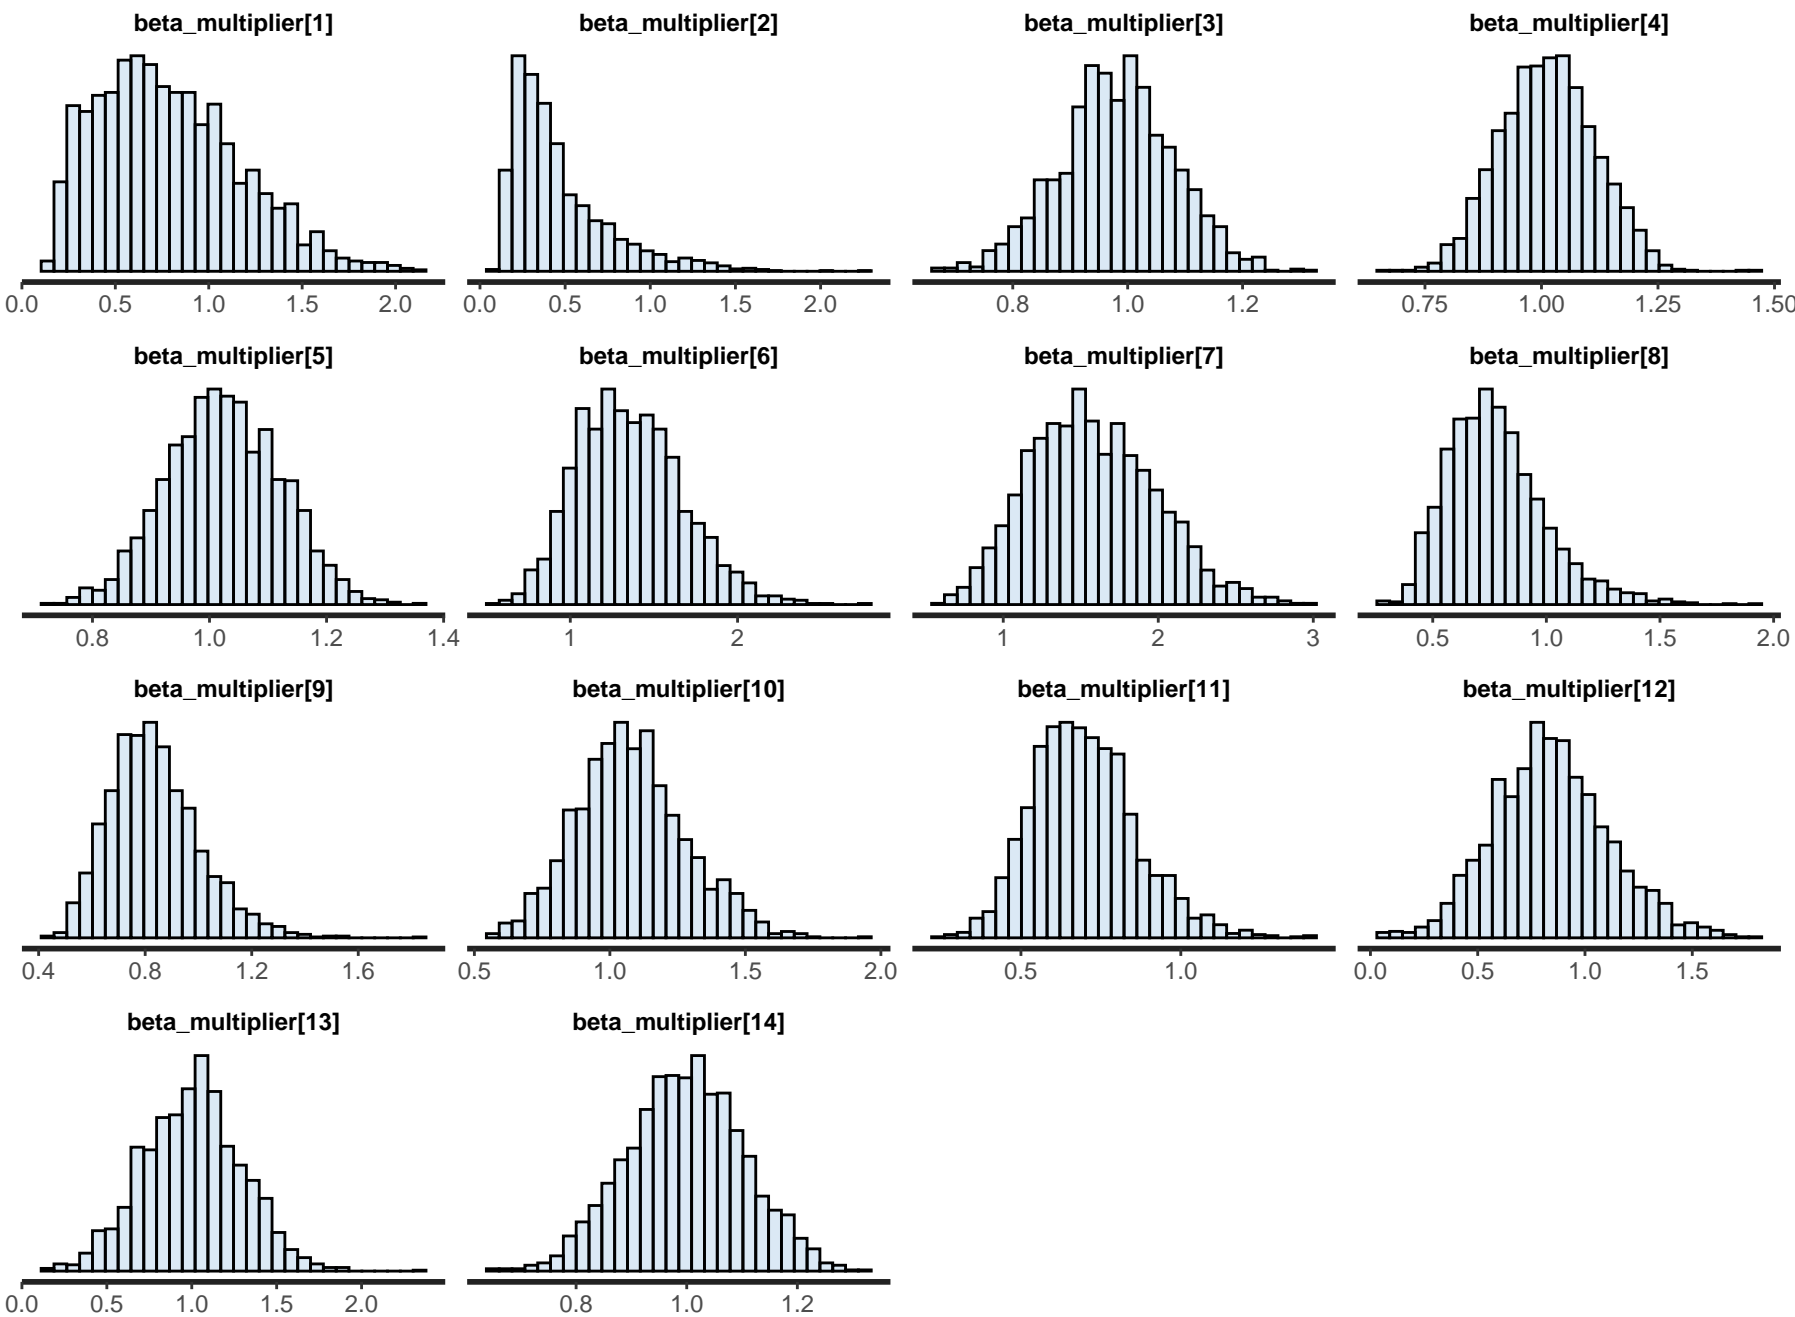 beta_multiplier[1] beta_multiplier[2] beta_multiplier[3] beta_multiplier[4]
0.0 0.5 1.0 1.5 2.0 0.0 0.5 1.0 1.5 2.0 0.8 1.0 1.2 0.75 1.00 1.25 1.50
beta_multiplier[5] beta_multiplier[6] beta_multiplier[7] beta_multiplier[8]
0.8 1.0 1.2 1.4 1 2 1 2 3 0.5 1.0 1.5 2.0
beta_multiplier[9] beta_multiplier[10] beta_multiplier[11] beta_multiplier[12]
0.4 0.8 1.2 1.6 0.5 1.0 1.5 2.0 0.5 1.0 0.0 0.5 1.0 1.5
beta_multiplier[13] beta_multiplier[14]
0.0 0.5 1.0 1.5 2.0 0.8 1.0 1.2